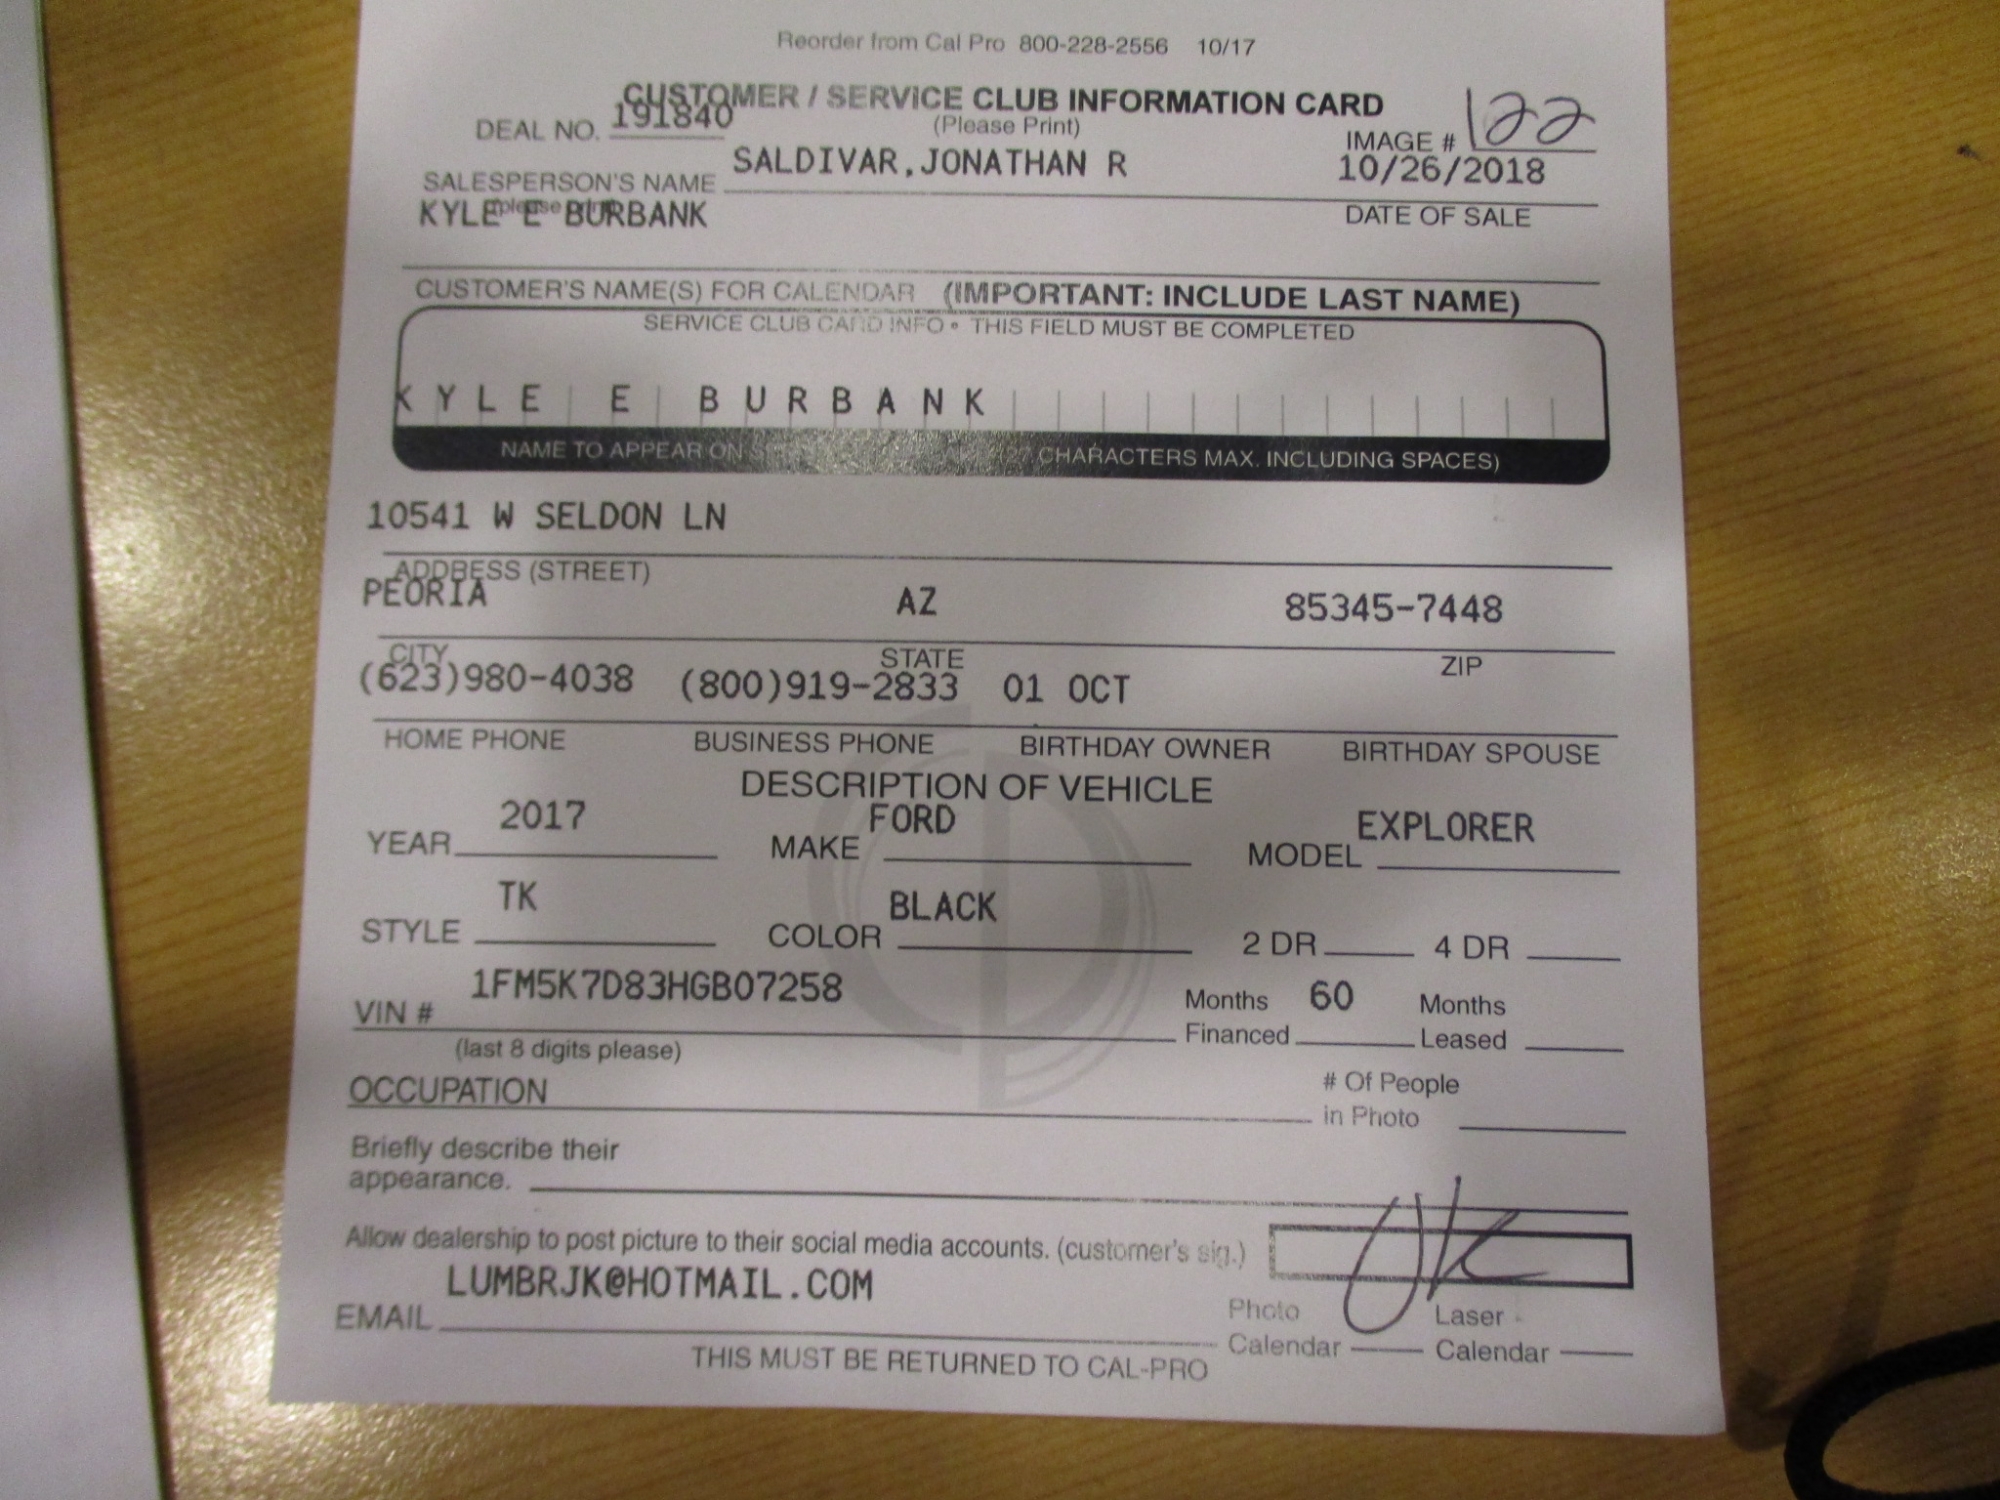 Reorder from Cal Pro 800-228-2556 10/17
CUSTOMER / SERVICE CLUB INFORMATION CARD
DEAL NO. 191840 (Please Print) IMAGE # 122
SALESPERSON'S NAME SALDIVAR,JONATHAN R 10/26/2018
(please print) DATE OF SALE
KYLE E BURBANK
CUSTOMER'S NAME(S) FOR CALENDAR (IMPORTANT: INCLUDE LAST NAME)
SERVICE CLUB CARD INFO • THIS FIELD MUST BE COMPLETED
KYLE E BURBANK
NAME TO APPEAR ON (27 CHARACTERS MAX. INCLUDING SPACES)
10541 W SELDON LN
ADDRESS (STREET)
PEORIA AZ 85345-7448
CITY STATE ZIP
(623)980-4038 (800)919-2833 01 OCT
HOME PHONE BUSINESS PHONE BIRTHDAY OWNER BIRTHDAY SPOUSE
DESCRIPTION OF VEHICLE
YEAR 2017 MAKE FORD MODEL EXPLORER
STYLE TK COLOR BLACK 2 DR 4 DR
VIN # 1FM5K7D83HGB07258 Months Financed 60 Months Leased
(last 8 digits please)
OCCUPATION # Of People in Photo
Briefly describe their
appearance.
Allow dealership to post picture to their social media accounts. (customer's sig.)
EMAIL LUMBRJK@HOTMAIL.COM Photo Calendar Laser Calendar
THIS MUST BE RETURNED TO CAL-PRO